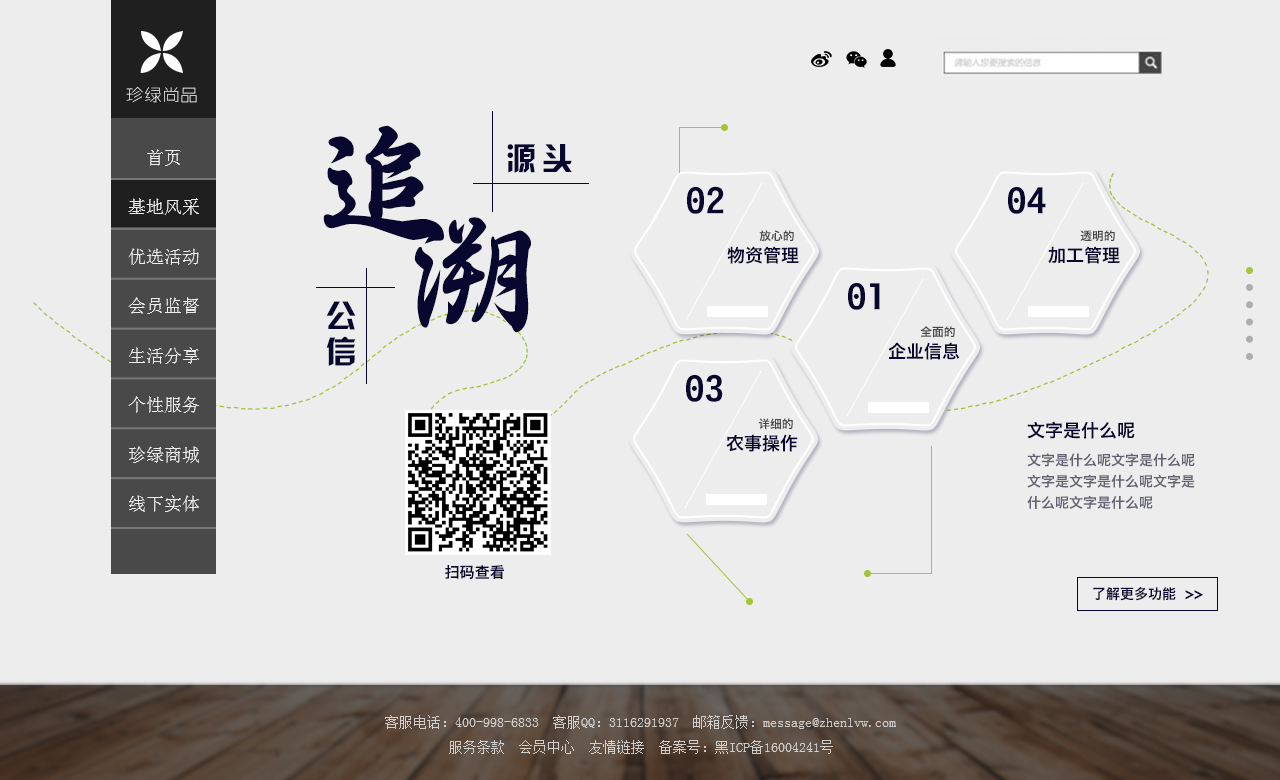 珍绿尚品
首页
基地风采
优选活动
会员监督
生活分享
个性服务
珍绿商城
线下实体
请输入您要搜索的信息
追溯
源头
公信
扫码查看
02
放心的
物资管理
04
透明的
加工管理
01
全面的
企业信息
03
详细的
农事操作
文字是什么呢
文字是什么呢文字是什么呢
文字是文字是什么呢文字是
什么呢文字是什么呢
了解更多功能 >>
客服电话：400-998-6833 客服QQ：3116291937 邮箱反馈：message@zhenlvw.com
服务条款 会员中心 友情链接 备案号：黑ICP备16004241号